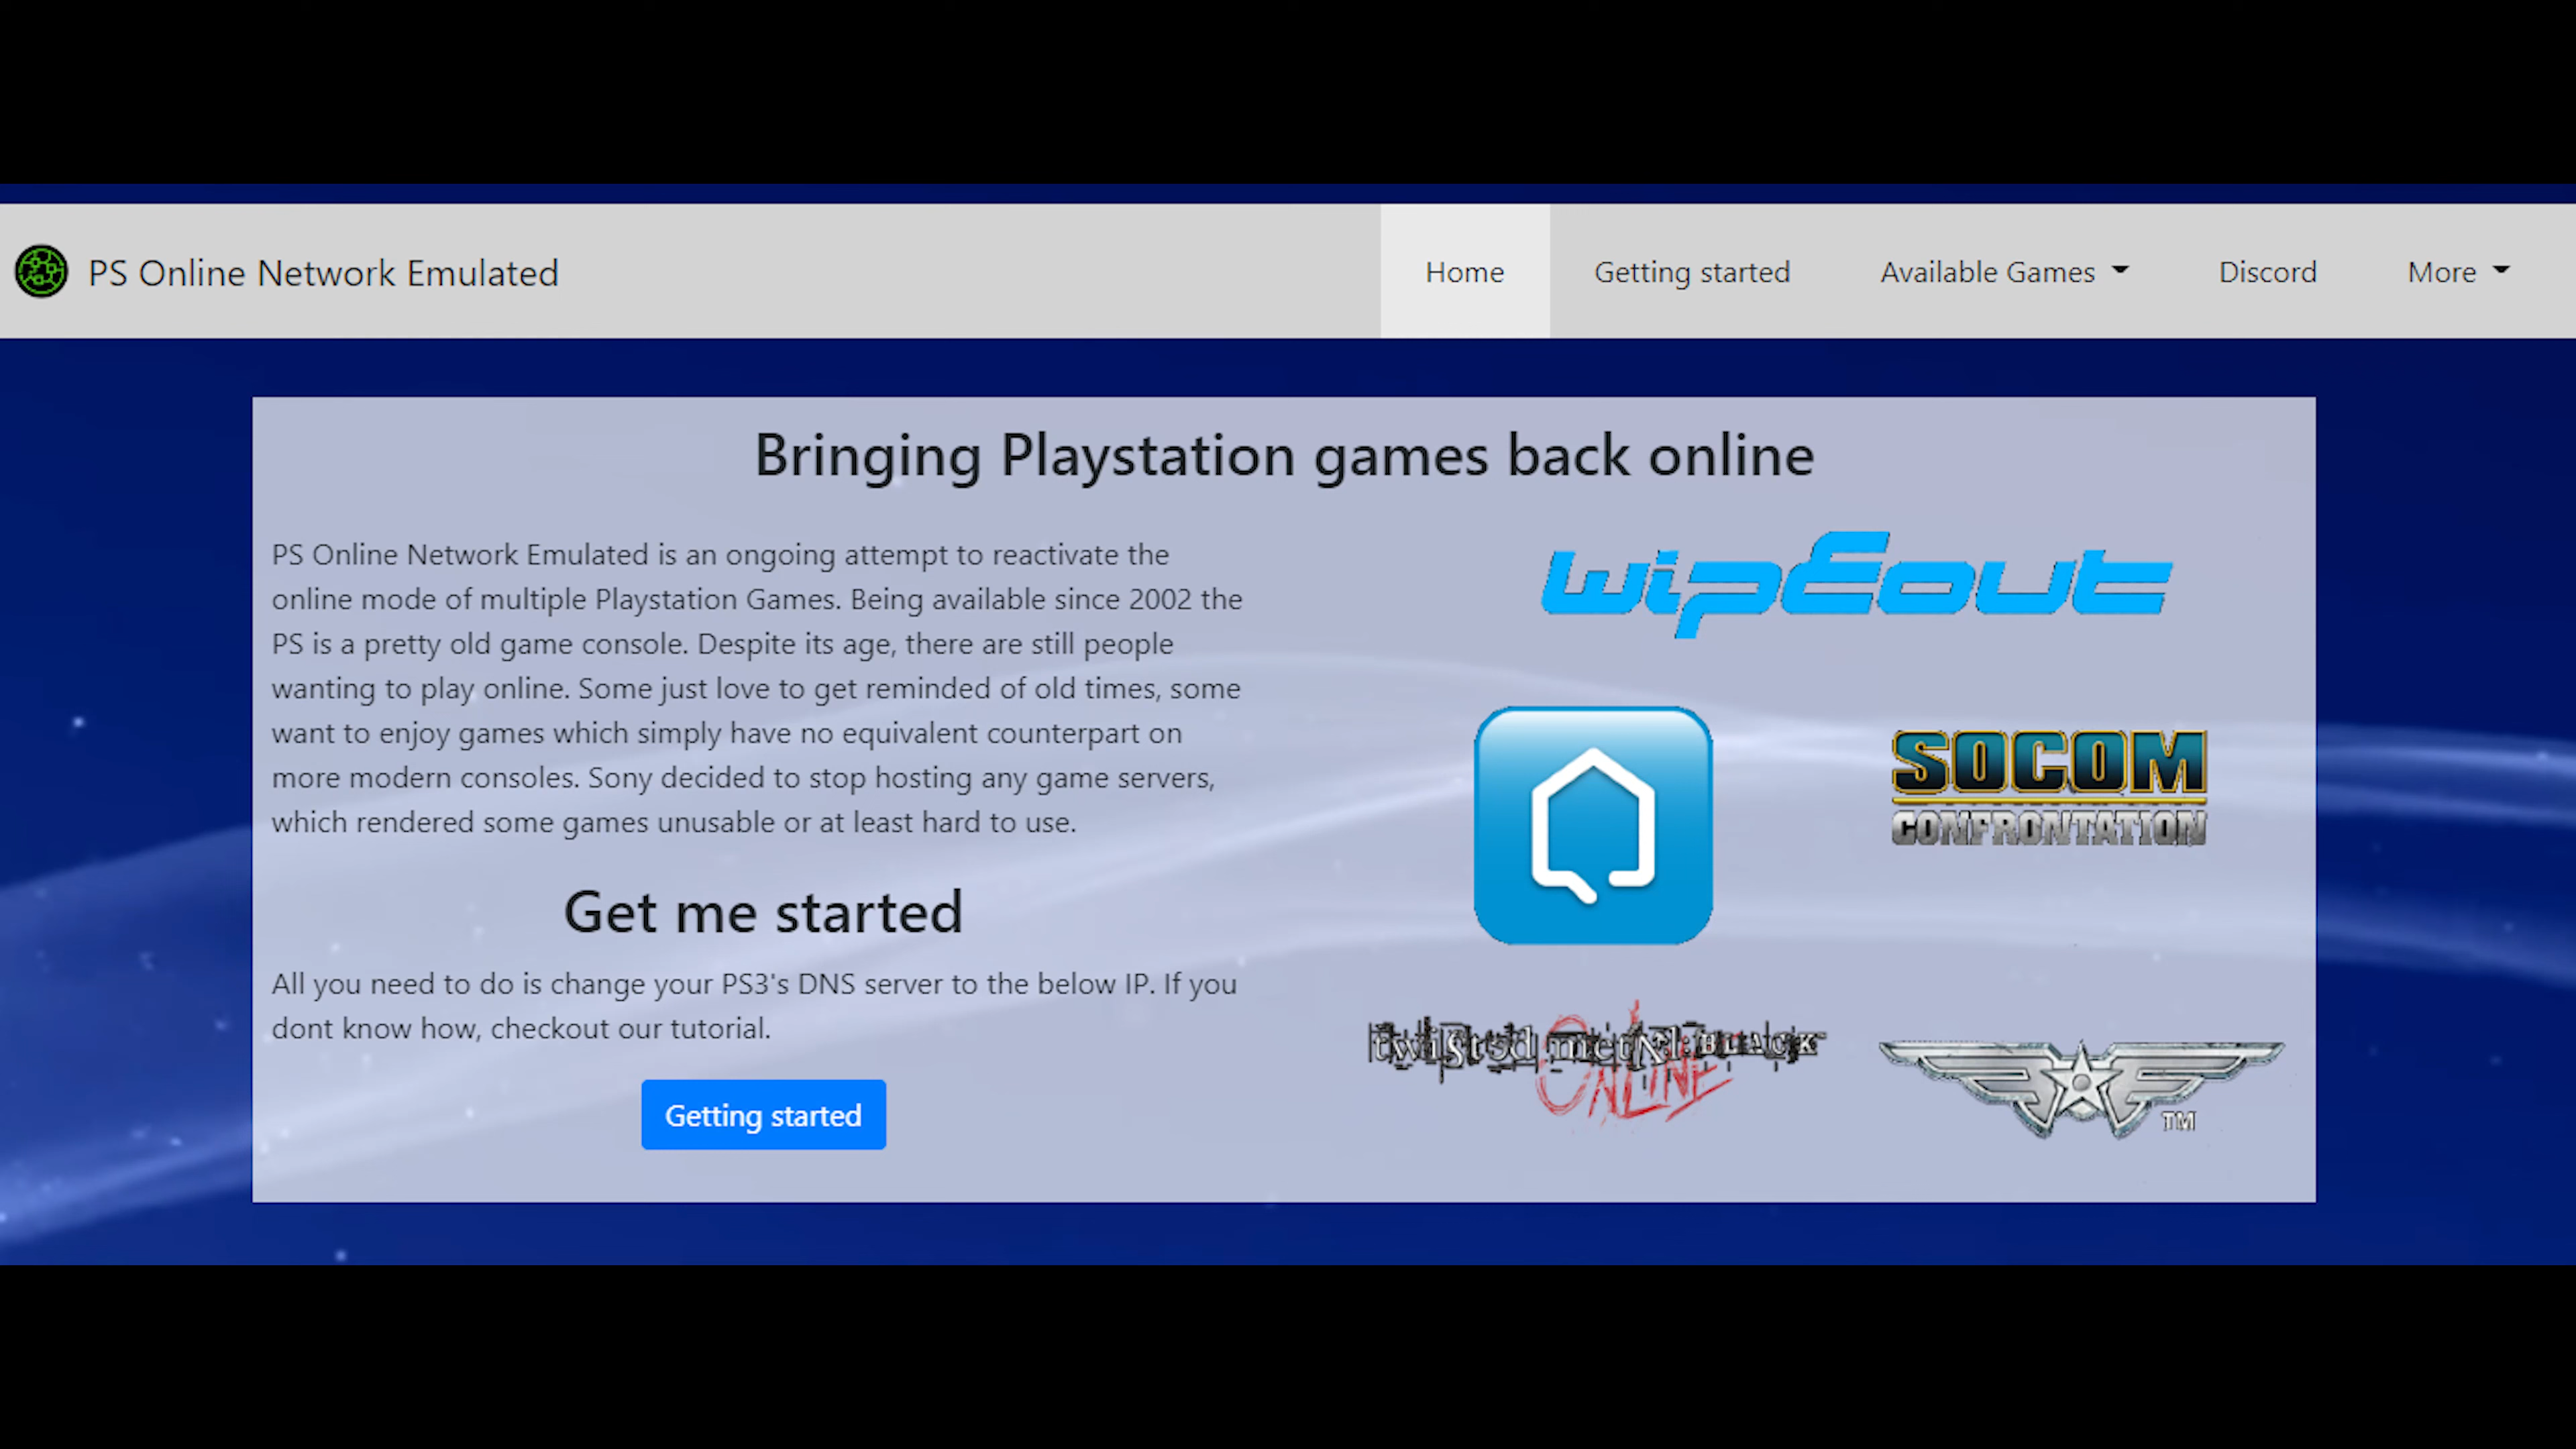 PS Online Network Emulated
Home
Getting started
Available Games
Discord
More
Bringing Playstation games back online
PS Online Network Emulated is an ongoing attempt to reactivate the
online mode of multiple Playstation Games. Being available since 2002 the
PS is a pretty old game console. Despite its age, there are still people
wanting to play online. Some just love to get reminded of old times, some
want to enjoy games which simply have no equivalent counterpart on
more modern consoles. Sony decided to stop hosting any game servers,
which rendered some games unusable or at least hard to use.
Get me started
All you need to do is change your PS3's DNS server to the below IP. If you
dont know how, checkout our tutorial.
Getting started
wipEout
SOCOM
CONFRONTATION
twisted metal: BLACK
ONLINE
TM